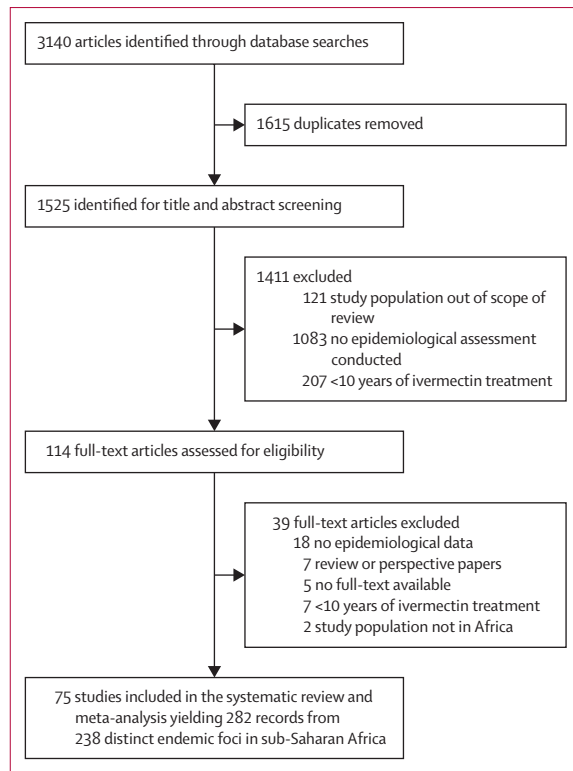 3140 articles identified through database searches
1615 duplicates removed
1525 identified for title and abstract screening
1411 excluded
121 study population out of scope of
review
1083 no epidemiological assessment
conducted
207 <10 years of ivermectin treatment
114 full-text articles assessed for eligibility
39 full-text articles excluded
18 no epidemiological data
7 review or perspective papers
5 no full-text available
7 <10 years of ivermectin treatment
2 study population not in Africa
75 studies included in the systematic review and
meta-analysis yielding 282 records from
238 distinct endemic foci in sub-Saharan Africa